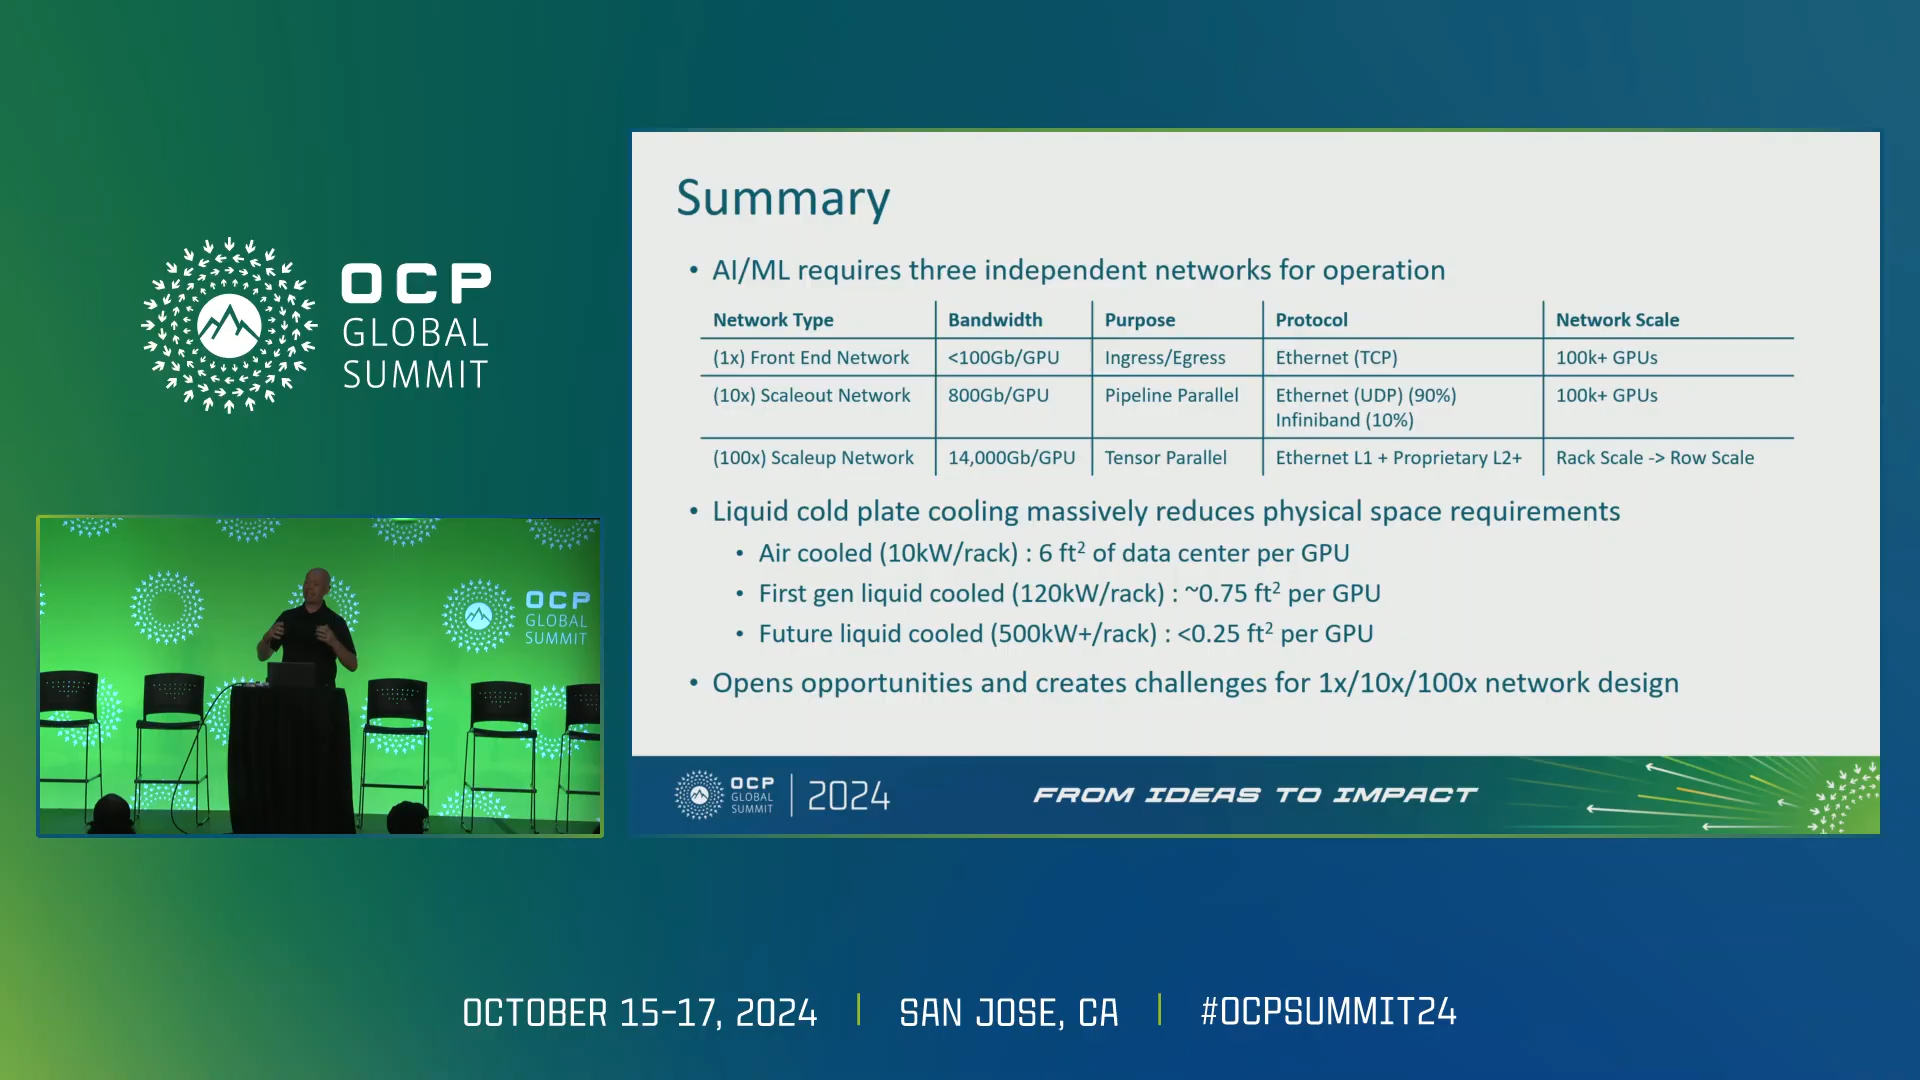 OCP
GLOBAL
SUMMIT
Summary
• AI/ML requires three independent networks for operation
Network Type Bandwidth Purpose Protocol Network Scale
(1x) Front End Network <100Gb/GPU Ingress/Egress Ethernet (TCP) 100k+ GPUs
(10x) Scaleout Network 800Gb/GPU Pipeline Parallel Ethernet (UDP) (90%) 100k+ GPUs
Infiniband (10%)
(100x) Scaleup Network 14,000Gb/GPU Tensor Parallel Ethernet L1 + Proprietary L2+ Rack Scale -> Row Scale
• Liquid cold plate cooling massively reduces physical space requirements
• Air cooled (10kW/rack) : 6 ft² of data center per GPU
• First gen liquid cooled (120kW/rack) : ~0.75 ft² per GPU
• Future liquid cooled (500kW+/rack) : <0.25 ft² per GPU
• Opens opportunities and creates challenges for 1x/10x/100x network design
OCP
GLOBAL
SUMMIT
2024
FROM IDEAS TO IMPACT
OCP
GLOBAL
SUMMIT
OCTOBER 15-17, 2024 | SAN JOSE, CA | #OCPSUMMIT24